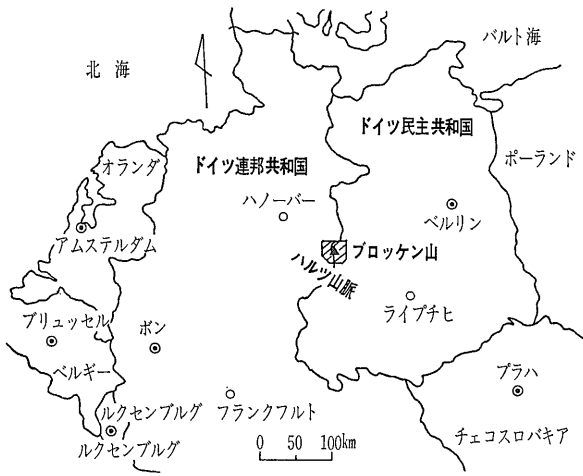 バルト海
北海
ドイツ民主共和国
オランダ
ドイツ連邦共和国
ポーランド
ハノーバー
ベルリン
アムステルダム
ブロッケン山
ハルツ山脈
ライプチヒ
ブリュッセル
ボン
ベルギー
プラハ
ルクセンブルグ
フランクフルト
チェコスロバキア
ルクセンブルグ
0 50 100km